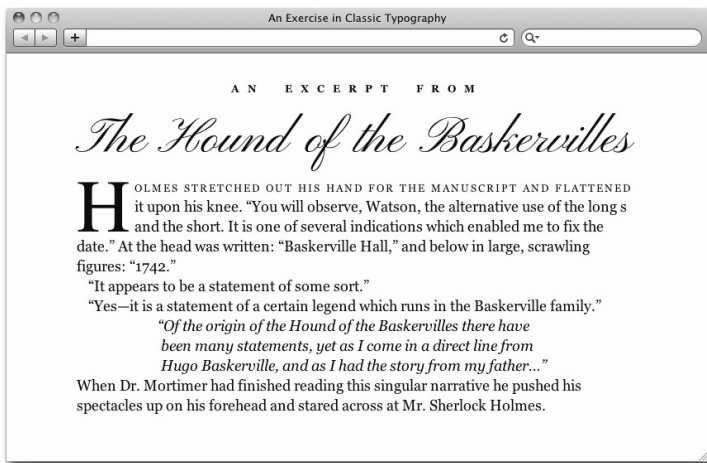 An Exercise in Classic Typography
AN EXCERPT FROM
The Hound of the Baskervilles
HOLMES STRETCHED OUT HIS HAND FOR THE MANUSCRIPT AND FLATTENED
it upon his knee. “You will observe, Watson, the alternative use of the long s
and the short. It is one of several indications which enabled me to fix the
date.” At the head was written: “Baskerville Hall,” and below in large, scrawling
figures: “1742.”
“It appears to be a statement of some sort.”
“Yes—it is a statement of a certain legend which runs in the Baskerville family.”
“Of the origin of the Hound of the Baskervilles there have
been many statements, yet as I come in a direct line from
Hugo Baskerville, and as I had the story from my father…”
When Dr. Mortimer had finished reading this singular narrative he pushed his
spectacles up on his forehead and stared across at Mr. Sherlock Holmes.